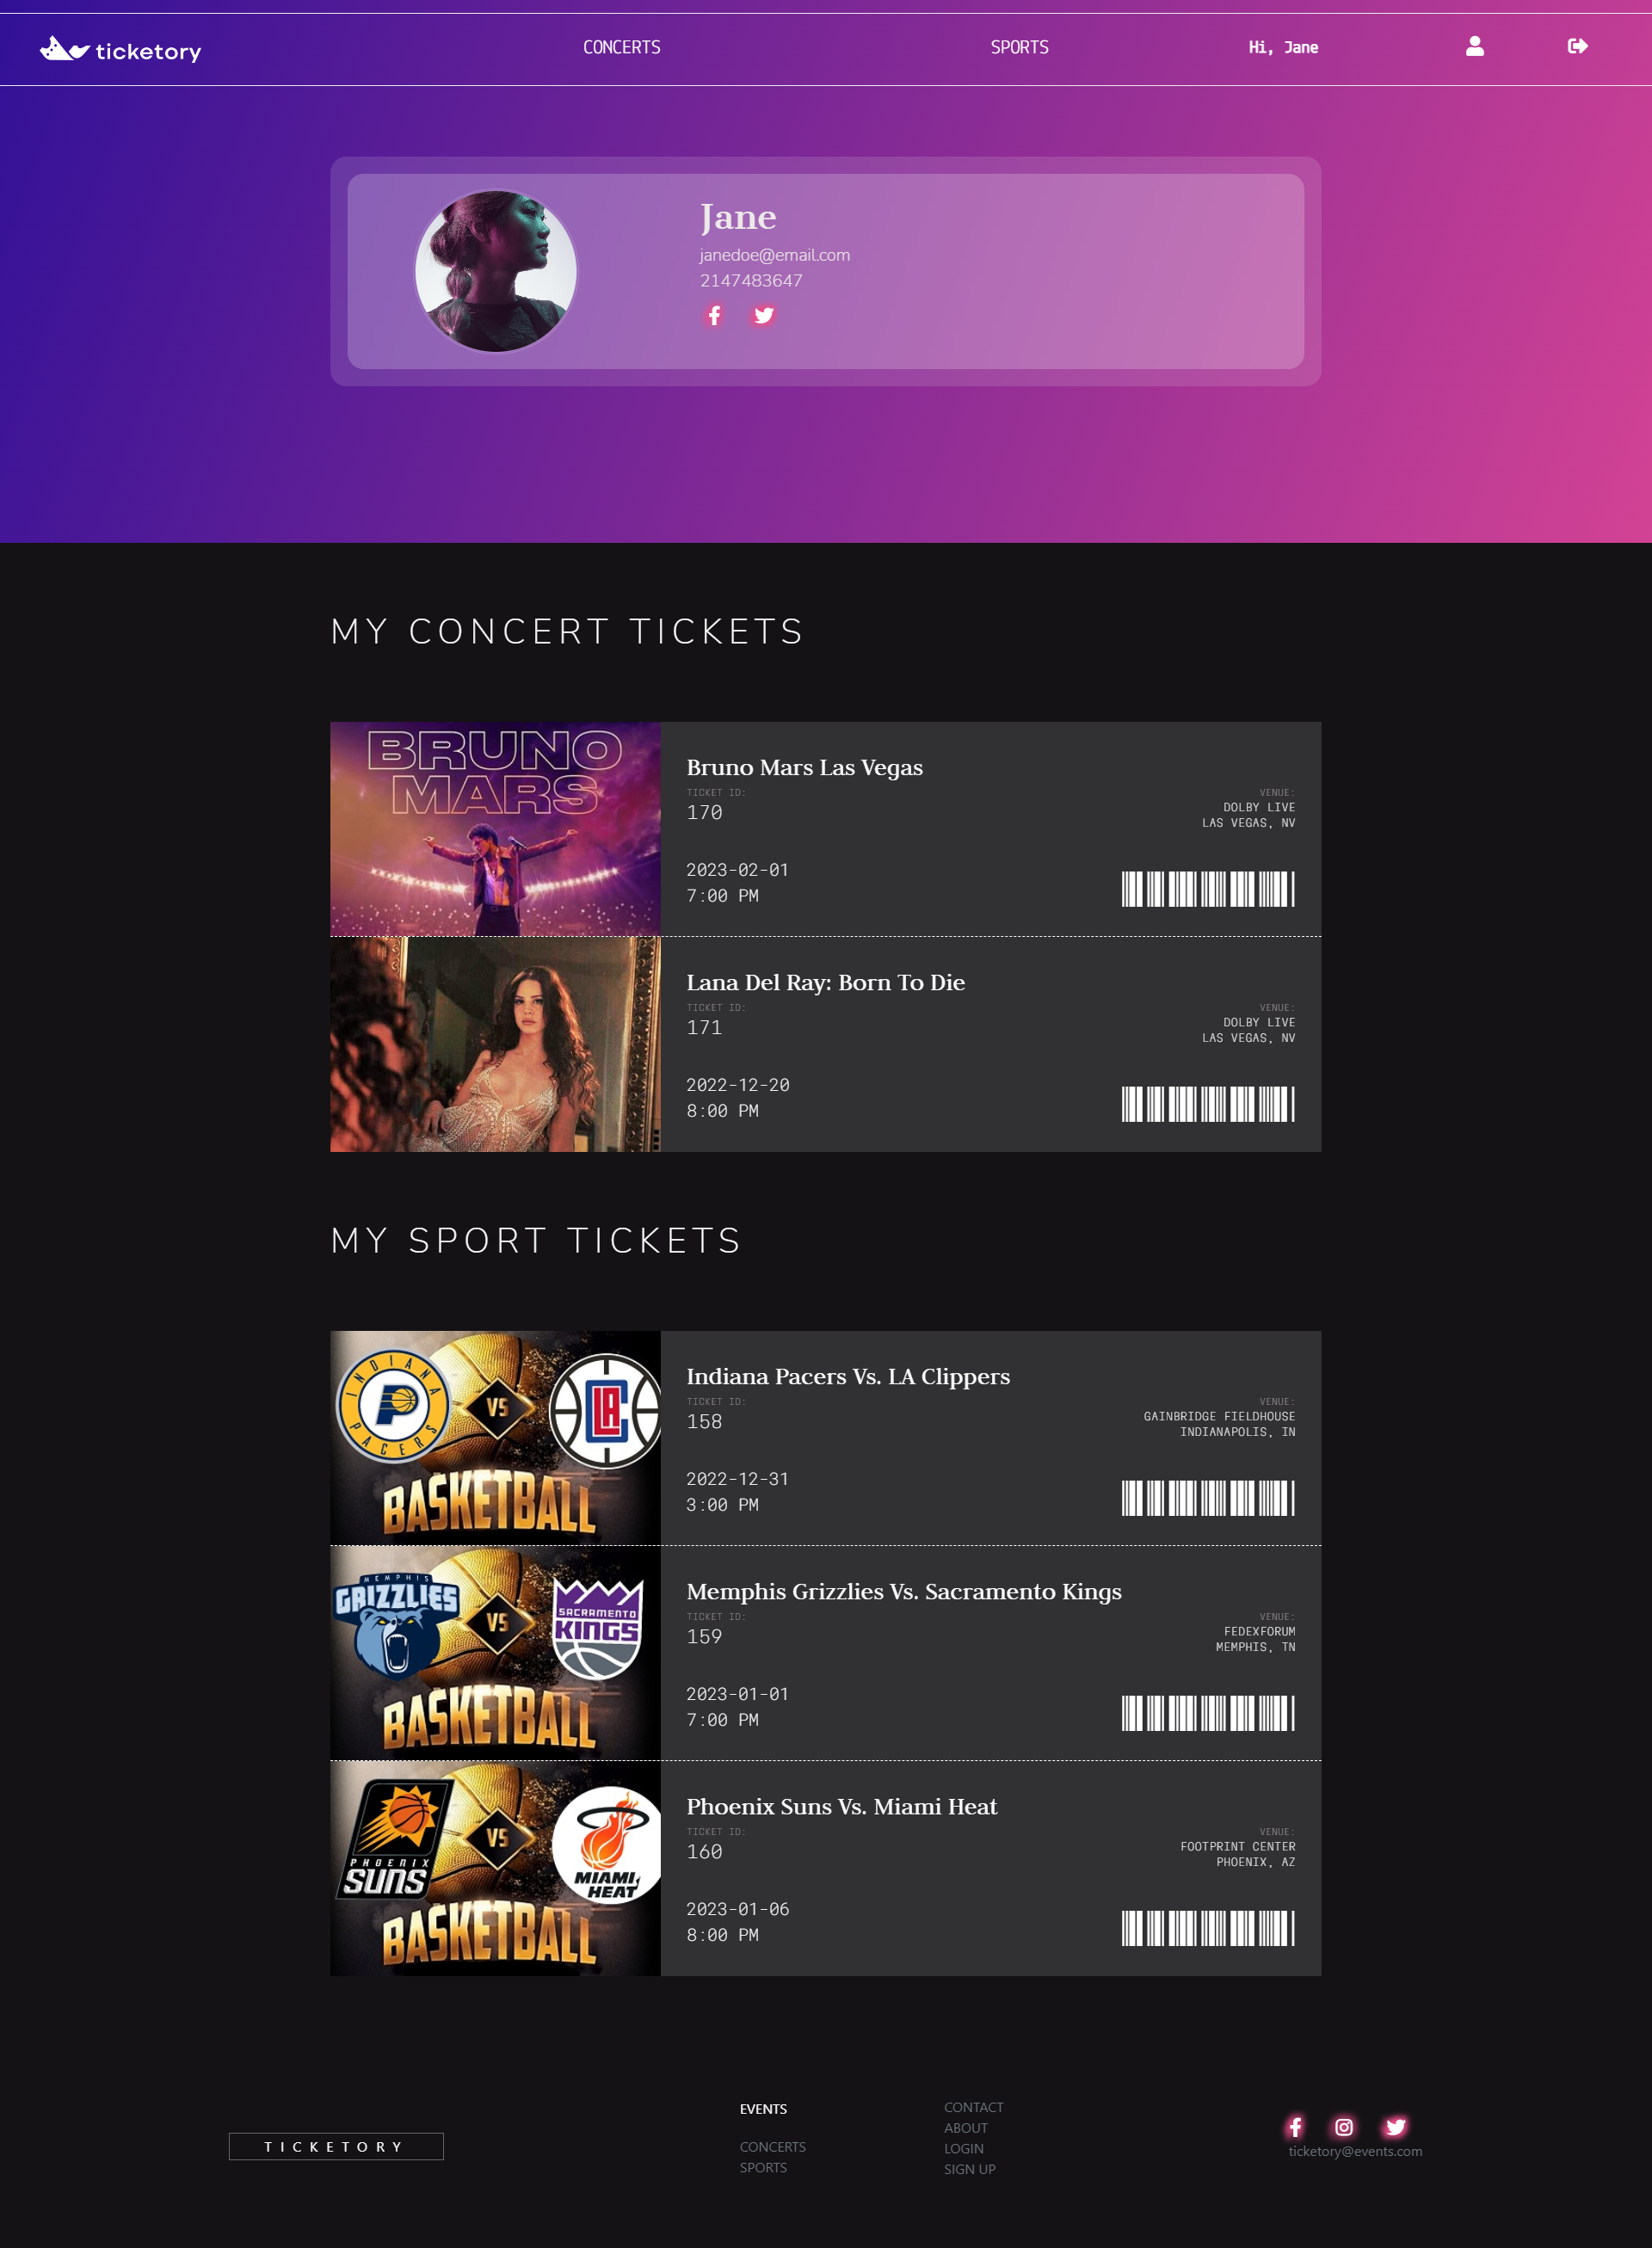 ticketory
CONCERTS
SPORTS
Hi, Jane
Jane
janedoe@email.com
2147483647
MY CONCERT TICKETS
BRUNO
MARS
Bruno Mars Las Vegas
TICKET ID:
170
VENUE:
DOLBY LIVE
LAS VEGAS, NV
2023-02-01
7:00 PM
Lana Del Ray: Born To Die
TICKET ID:
171
VENUE:
DOLBY LIVE
LAS VEGAS, NV
2022-12-20
8:00 PM
MY SPORT TICKETS
INDIANA
PACERS
VS
LA
BASKETBALL
Indiana Pacers Vs. LA Clippers
TICKET ID:
158
VENUE:
GAINBRIDGE FIELDHOUSE
INDIANAPOLIS, IN
2022-12-31
3:00 PM
MEMPHIS
GRIZZLIES
VS
SACRAMENTO
KINGS
BASKETBALL
Memphis Grizzlies Vs. Sacramento Kings
TICKET ID:
159
VENUE:
FEDEXFORUM
MEMPHIS, TN
2023-01-01
7:00 PM
PHOENIX
SUNS
VS
MIAMI
HEAT
BASKETBALL
Phoenix Suns Vs. Miami Heat
TICKET ID:
160
VENUE:
FOOTPRINT CENTER
PHOENIX, AZ
2023-01-06
8:00 PM
TICKETORY
EVENTS
CONCERTS
SPORTS
CONTACT
ABOUT
LOGIN
SIGN UP
ticketory@events.com